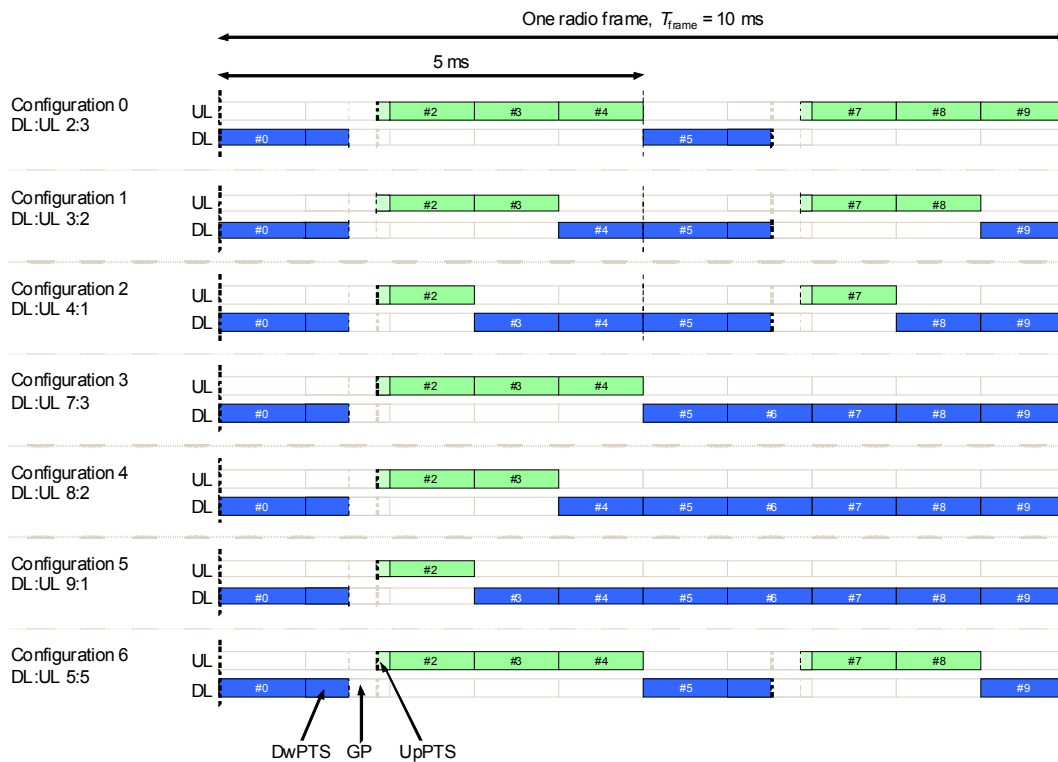 One radio frame, Tframe = 10 ms
5 ms
Configuration 0
DL:UL 2:3
UL #2 #3 #4 #7 #8 #9
DL #0 #5
Configuration 1
DL:UL 3:2
UL #2 #3 #7 #8
DL #0 #4 #5 #9
Configuration 2
DL:UL 4:1
UL #2 #7
DL #0 #3 #4 #5 #8 #9
Configuration 3
DL:UL 7:3
UL #2 #3 #4
DL #0 #5 #6 #7 #8 #9
Configuration 4
DL:UL 8:2
UL #2 #3
DL #0 #4 #5 #6 #7 #8 #9
Configuration 5
DL:UL 9:1
UL #2
DL #0 #3 #4 #5 #6 #7 #8 #9
Configuration 6
DL:UL 5:5
UL #2 #3 #4 #7 #8
DL #0 #5 #9
DwPTS GP UpPTS